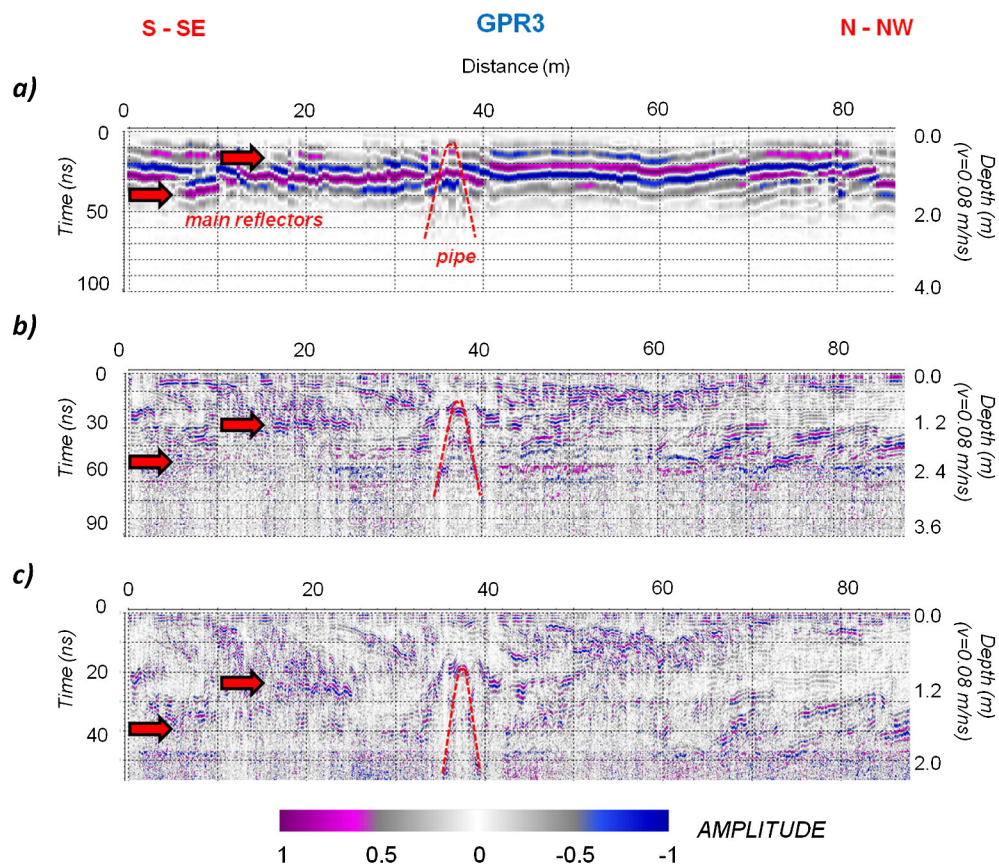 S - SE GPR3 N - NW
Distance (m)
a)
0 20 40 60 80
0
50
100
Time (ns)
0.0
2.0
4.0
Depth (m)
(v=0.08 m/ns)
main reflectors
pipe
b)
0 20 40 60 80
0
30
60
90
Time (ns)
0.0
1.2
2.4
3.6
Depth (m)
(v=0.08 m/ns)
c)
0 20 40 60 80
0
20
40
Time (ns)
0.0
1.2
2.0
Depth (m)
(v=0.08 m/ns)
AMPLITUDE
1 0.5 0 -0.5 -1